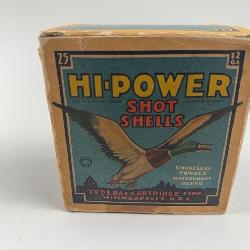 25
12
GA
HI-POWER
SHOT
SHELLS
SMOKELESS
POWDER
WATERPROOF
PAPER
FEDERAL CARTRIDGE CORP.
MINNEAPOLIS, U.S.A.